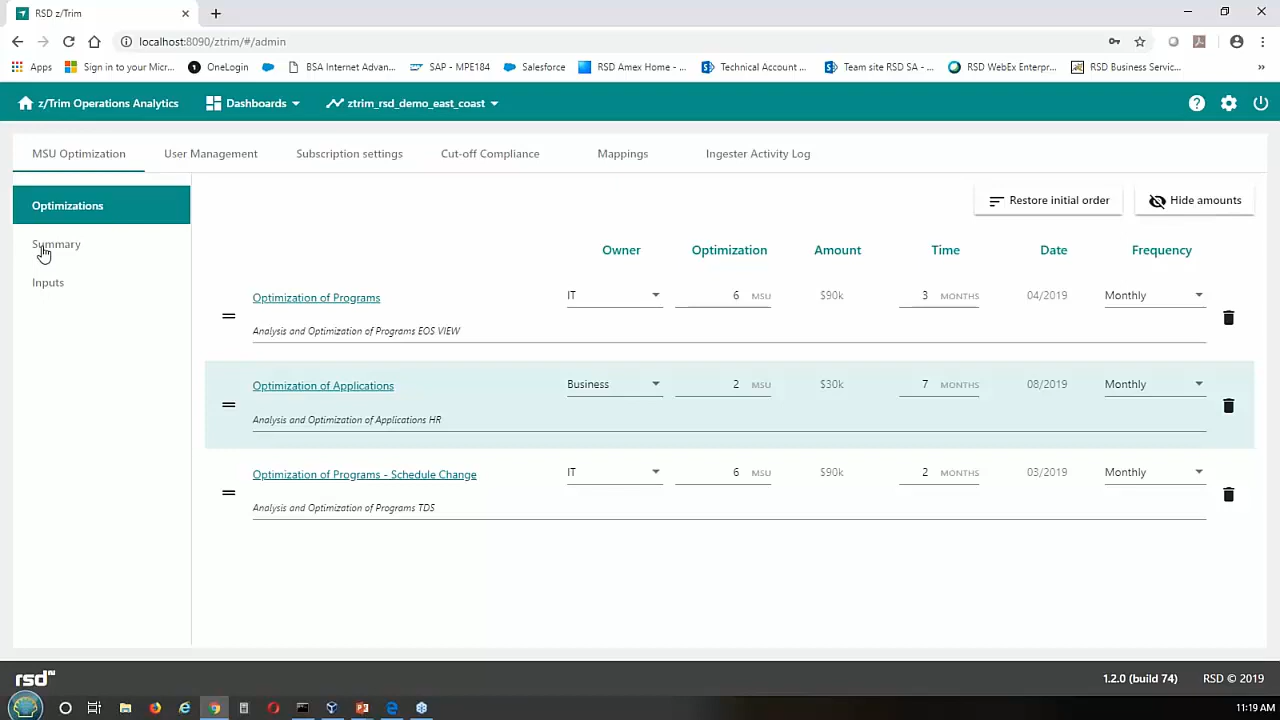 RSD z/Trim
localhost:8090/ztrim/#/admin
Apps
Sign in to your Micr...
OneLogin
BSA Internet Advan...
SAP - MPE184
Salesforce
RSD Amex Home - ...
Technical Account ...
Team site RSD SA - ...
RSD WebEx Enterpr...
RSD Business Servic...
»
z/Trim Operations Analytics
Dashboards
ztrim_rsd_demo_east_coast
MSU Optimization
User Management
Subscription settings
Cut-off Compliance
Mappings
Ingester Activity Log
Optimizations
Summary
Inputs
Restore initial order
Hide amounts
Owner Optimization Amount Time Date Frequency
Optimization of Programs IT 6 MSU $90k 3 MONTHS 04/2019 Monthly
Analysis and Optimization of Programs EOS VIEW
Optimization of Applications Business 2 MSU $30k 7 MONTHS 08/2019 Monthly
Analysis and Optimization of Applications HR
Optimization of Programs - Schedule Change IT 6 MSU $90k 2 MONTHS 03/2019 Monthly
Analysis and Optimization of Programs TDS
rsd
1.2.0 (build 74)
RSD © 2019
11:19 AM